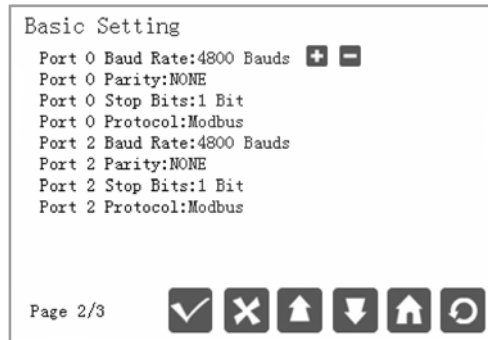 Basic Setting
Port 0 Baud Rate:4800 Bauds
Port 0 Parity:NONE
Port 0 Stop Bits:1 Bit
Port 0 Protocol:Modbus
Port 2 Baud Rate:4800 Bauds
Port 2 Parity:NONE
Port 2 Stop Bits:1 Bit
Port 2 Protocol:Modbus
Page 2/3